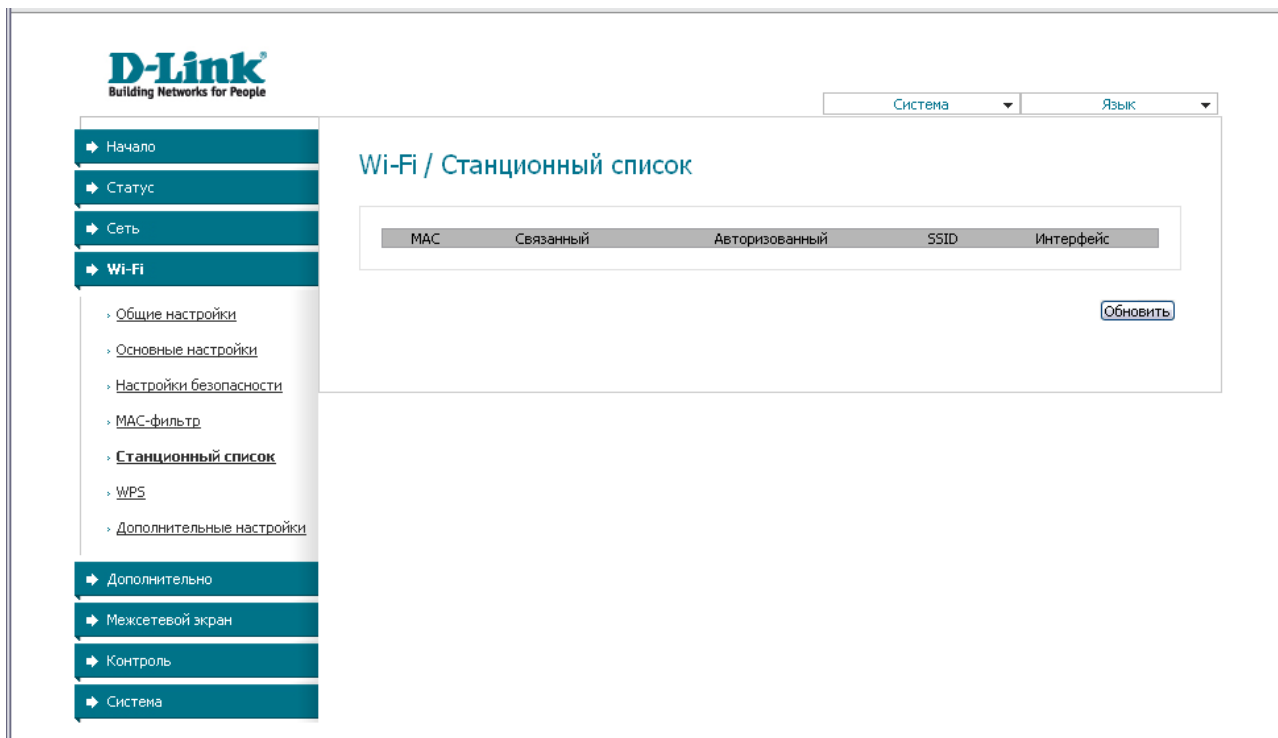 D-Link
Building Networks for People
Система
Язык
Начало
Статус
Сеть
Wi-Fi
Общие настройки
Основные настройки
Настройки безопасности
MAC-фильтр
Станционный список
WPS
Дополнительные настройки
Дополнительно
Межсетевой экран
Контроль
Система
Wi-Fi / Станционный список
MAC Связанный Авторизованный SSID Интерфейс
Обновить